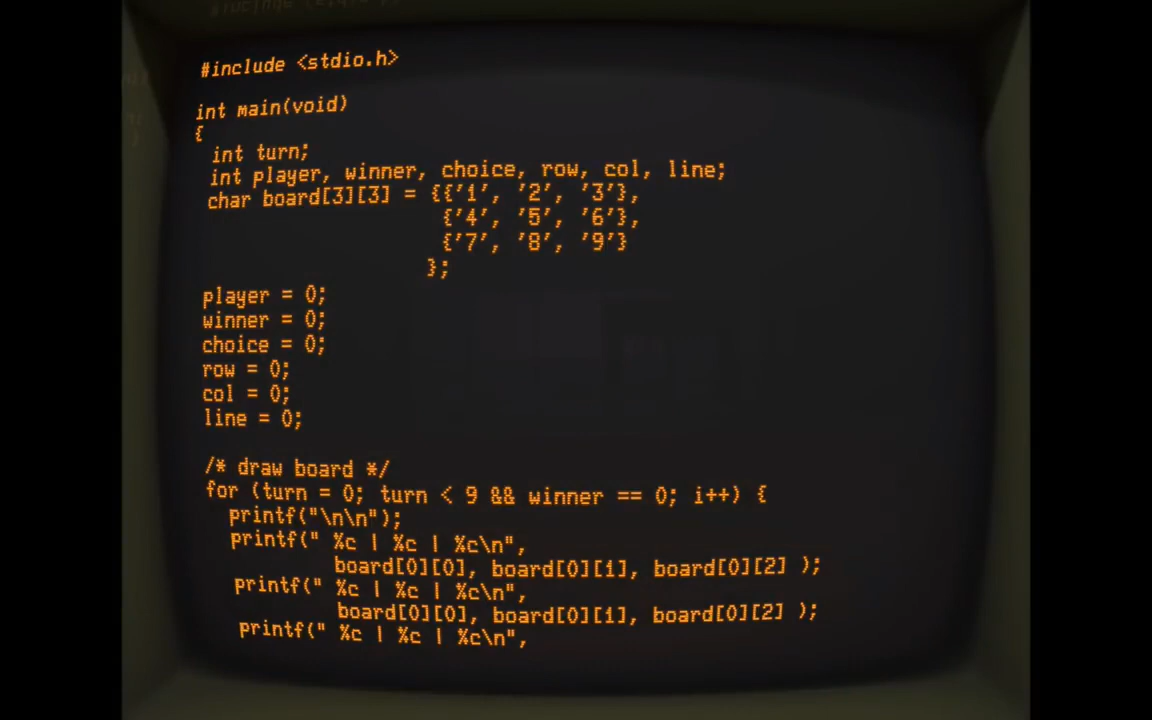 #include <stdio.h>
int main(void)
{
int turn;
int player, winner, choice, row, col, line;
char board[3][3] = {{'1', '2', '3'},
{'4', '5', '6'},
{'7', '8', '9'}
};
player = 0;
winner = 0;
choice = 0;
row = 0;
col = 0;
line = 0;
/* draw board */
for (turn = 0; turn < 9 && winner == 0; i++) {
printf("\n\n");
printf(" %c | %c | %c\n",
board[0][0], board[0][1], board[0][2] );
printf(" %c | %c | %c\n",
board[0][0], board[0][1], board[0][2] );
printf(" %c | %c | %c\n",